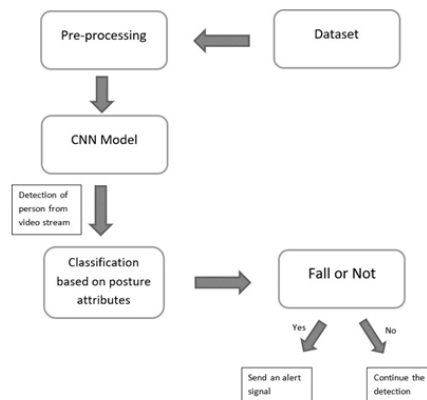 Pre-processing
Dataset
CNN Model
Detection of
person from
video stream
Classification
based on posture
attributes
Fall or Not
Yes
No
Send an alert
signal
Continue the
detection